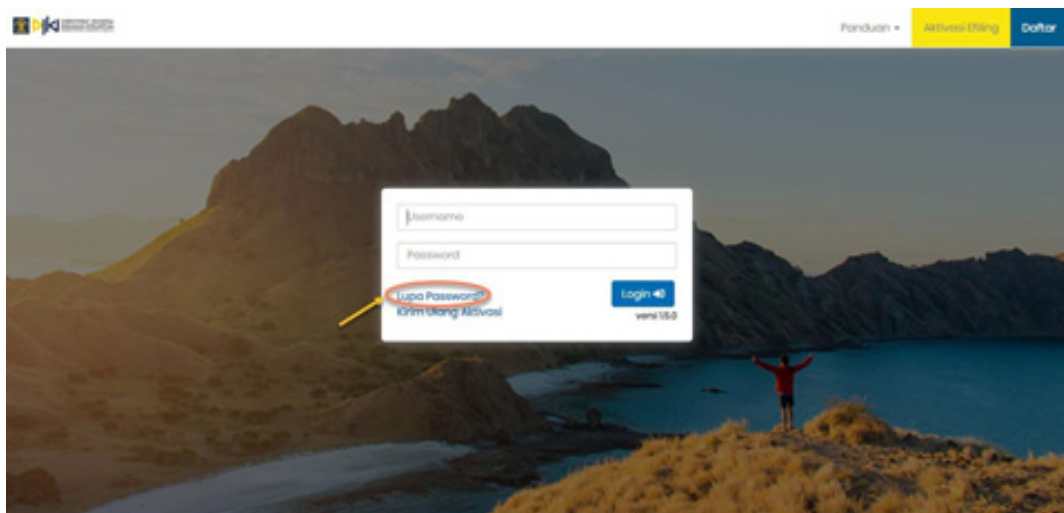 Panduan
Aktivasi Efiling
Daftar
Username
Password
Lupa Password?
Login
Kirim Ulang Aktivasi
versi 1.5.0